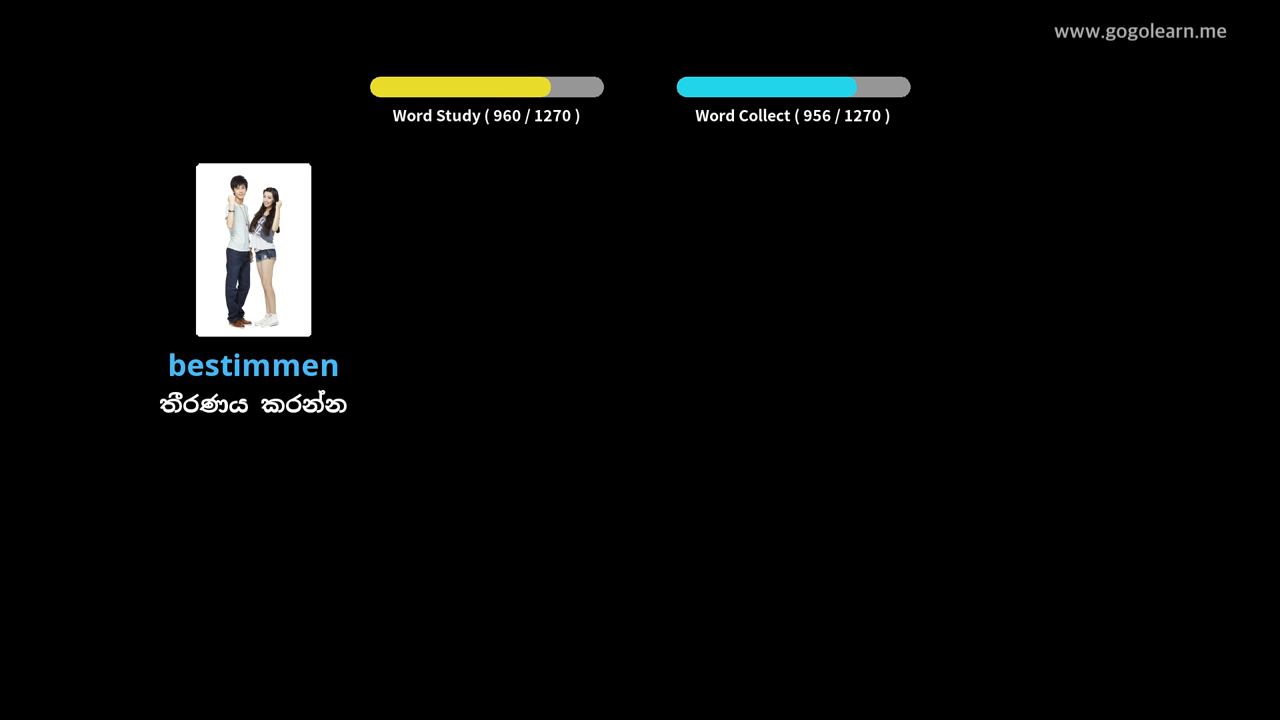 www.gogolearn.me
Word Study ( 960 / 1270 )
Word Collect ( 956 / 1270 )
bestimmen
තීරණය කරන්න